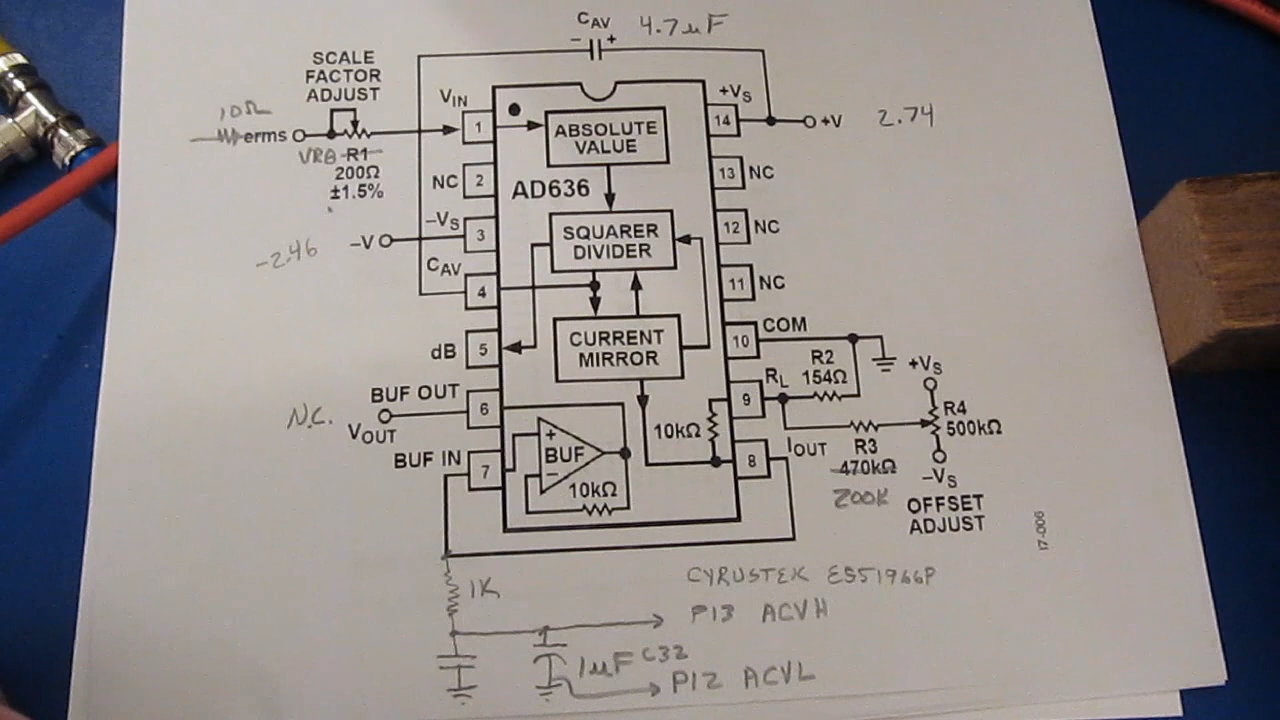 CAV 4.7uF
SCALE
FACTOR
ADJUST
10Ω
erms
VR8 R1
200Ω
±1.5%
VIN
1
NC 2
-VS
-2.46 -V 3
CAV
4
dB 5
BUF OUT
N.C. VOUT 6
BUF IN
7
ABSOLUTE
VALUE
AD636
SQUARER
DIVIDER
CURRENT
MIRROR
+
BUF
-
10kΩ
10kΩ
+VS
14 +V 2.74
13 NC
12 NC
11 NC
10 COM
9 RL
8 IOUT
R2
154Ω
+VS
R4
500kΩ
R3
470kΩ
200K
-VS
OFFSET
ADJUST
17-006
CYRUSTEK ES51966P
1K
P13 ACVH
1uF C32
P12 ACVL